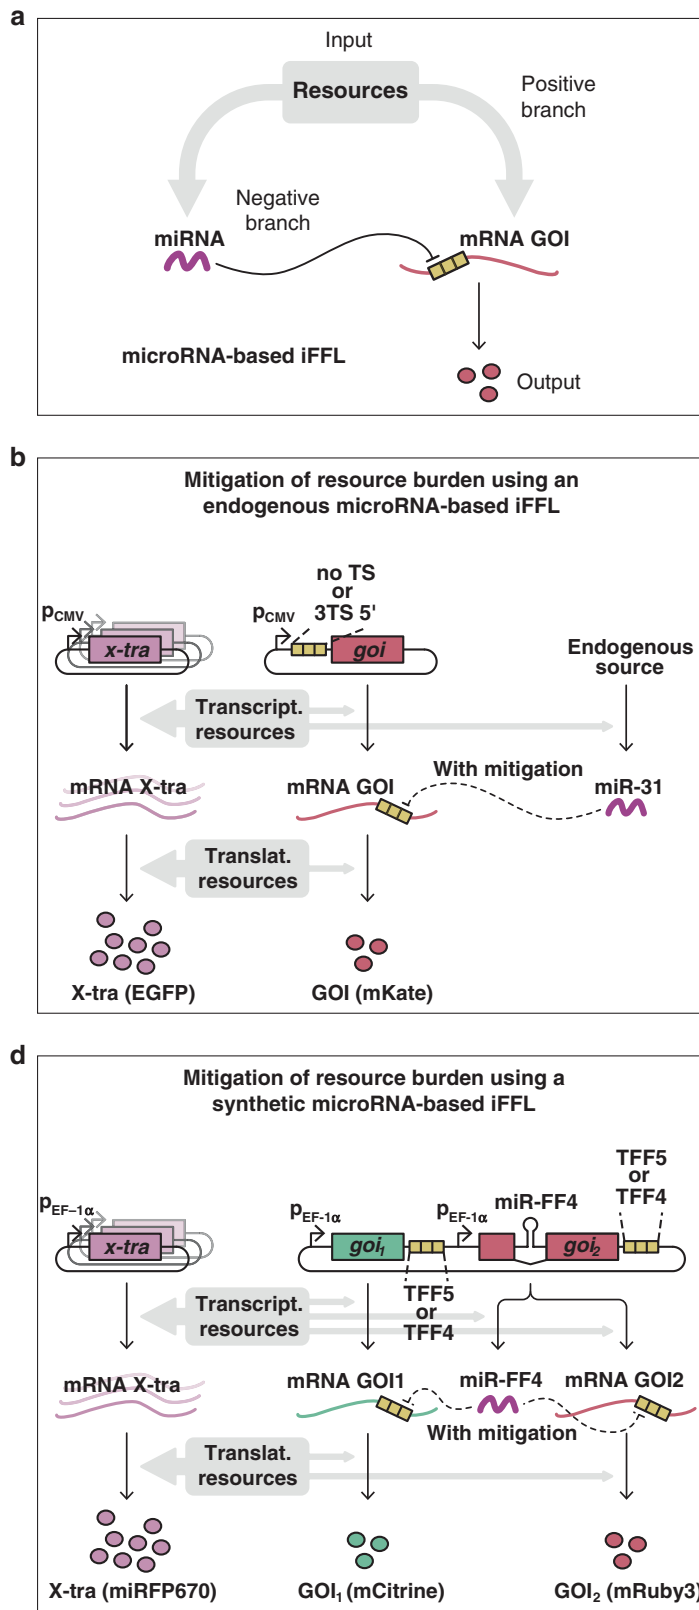 a
Input
Resources
Positive
branch
Negative
branch
miRNA
mRNA GOI
microRNA-based iFFL
Output
b
Mitigation of resource burden using an
endogenous microRNA-based iFFL
no TS
or
3TS 5'
pCMV
pCMV
x-tra
goi
Endogenous
source
Transcript.
resources
mRNA X-tra
mRNA GOI
With mitigation
miR-31
Translat.
resources
X-tra (EGFP)
GOI (mKate)
d
Mitigation of resource burden using a
synthetic microRNA-based iFFL
TFF5
or
TFF4
pEF-1α
pEF-1α
pEF-1α
miR-FF4
x-tra
goi1
goi2
TFF5
or
TFF4
Transcript.
resources
mRNA X-tra
mRNA GOI1
miR-FF4
mRNA GOI2
With mitigation
Translat.
resources
X-tra (miRFP670)
GOI1 (mCitrine)
GOI2 (mRuby3)